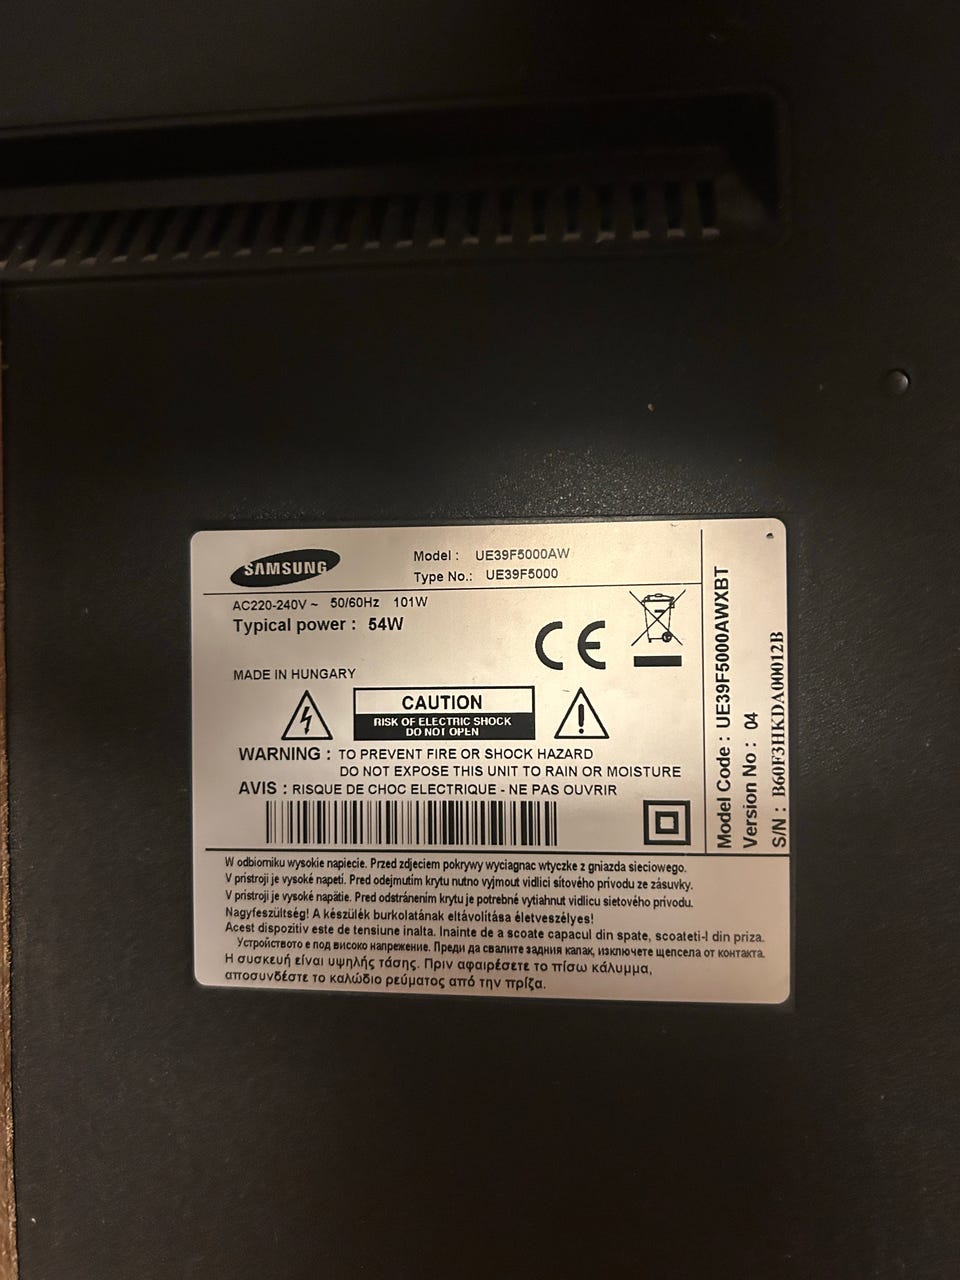 SAMSUNG
Model : UE39F5000AW
Type No.: UE39F5000
AC220-240V ~ 50/60Hz 101W
Typical power : 54W
CE
MADE IN HUNGARY
CAUTION
RISK OF ELECTRIC SHOCK
DO NOT OPEN
WARNING : TO PREVENT FIRE OR SHOCK HAZARD
DO NOT EXPOSE THIS UNIT TO RAIN OR MOISTURE
AVIS : RISQUE DE CHOC ELECTRIQUE - NE PAS OUVRIR
Model Code : UE39F5000AWXBT
Version No : 04
S/N : B60F3HKDA00012B
W odbiorniku wysokie napiecie. Przed zdjeciem pokrywy wyciagnac wtyczke z gniazda sieciowego.
V pristroji je vysoké napetí. Pred odejmutím krytu nutno vyjmout vidlici sítového privodu ze zásuvky.
V pristroji je vysoké napätie. Pred odstránením krytu je potrebné vytiahnut vidlicu sietového prívodu.
Nagyfeszültség! A készülék burkolatának eltávolítása életveszélyes!
Acest dispozitiv este de tensiune inalta. Inainte de a scoate capacul din spate, scoateti-l din priza.
Устройството е под високо напрежение. Преди да свалите задния капак, изключете щепсела от контакта.
Η συσκευή είναι υψηλής τάσης. Πριν αφαιρέσετε το πίσω κάλυμμα,
αποσυνδέστε το καλώδιο ρεύματος από την πρίζα.